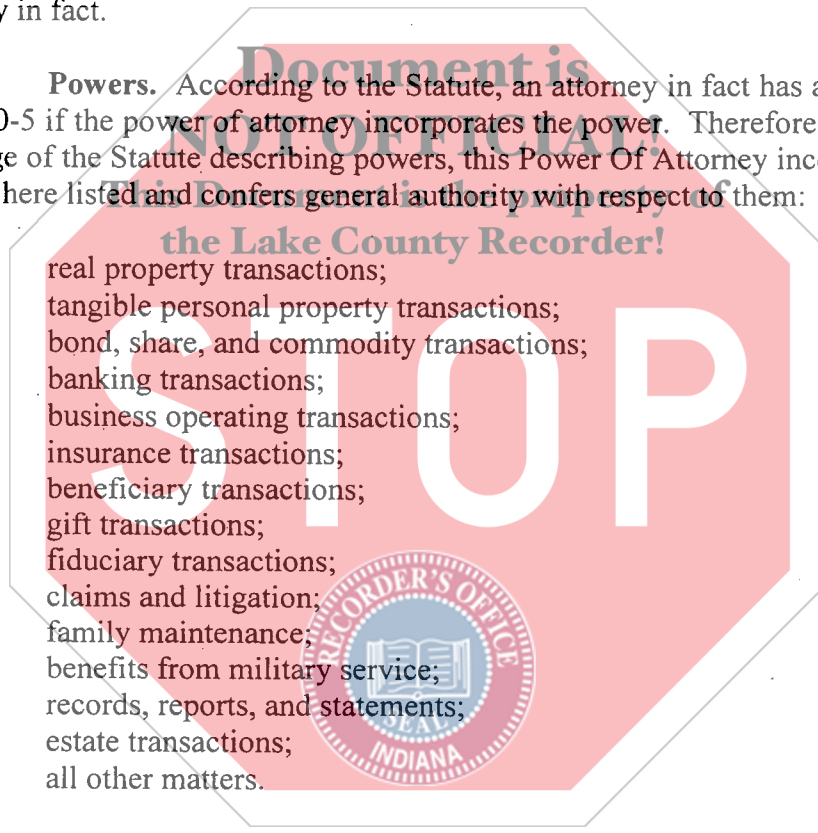 y in fact.
Document is
Powers. According to the Statute, an attorney in fact has a
0-5 if the power of attorney incorporates the power. Therefore
NOT OFFICIAL!
ge of the Statute describing powers, this Power Of Attorney inc
here listed and confers general authority with respect to them:
This Document is the property of
the Lake County Recorder!
real property transactions;
tangible personal property transactions;
bond, share, and commodity transactions;
banking transactions;
business operating transactions;
insurance transactions;
beneficiary transactions;
gift transactions;
fiduciary transactions;
claims and litigation;
family maintenance;
benefits from military service;
records, reports, and statements;
estate transactions;
all other matters.
STOP
RECORDER'S OFFICE
SEAL
INDIANA